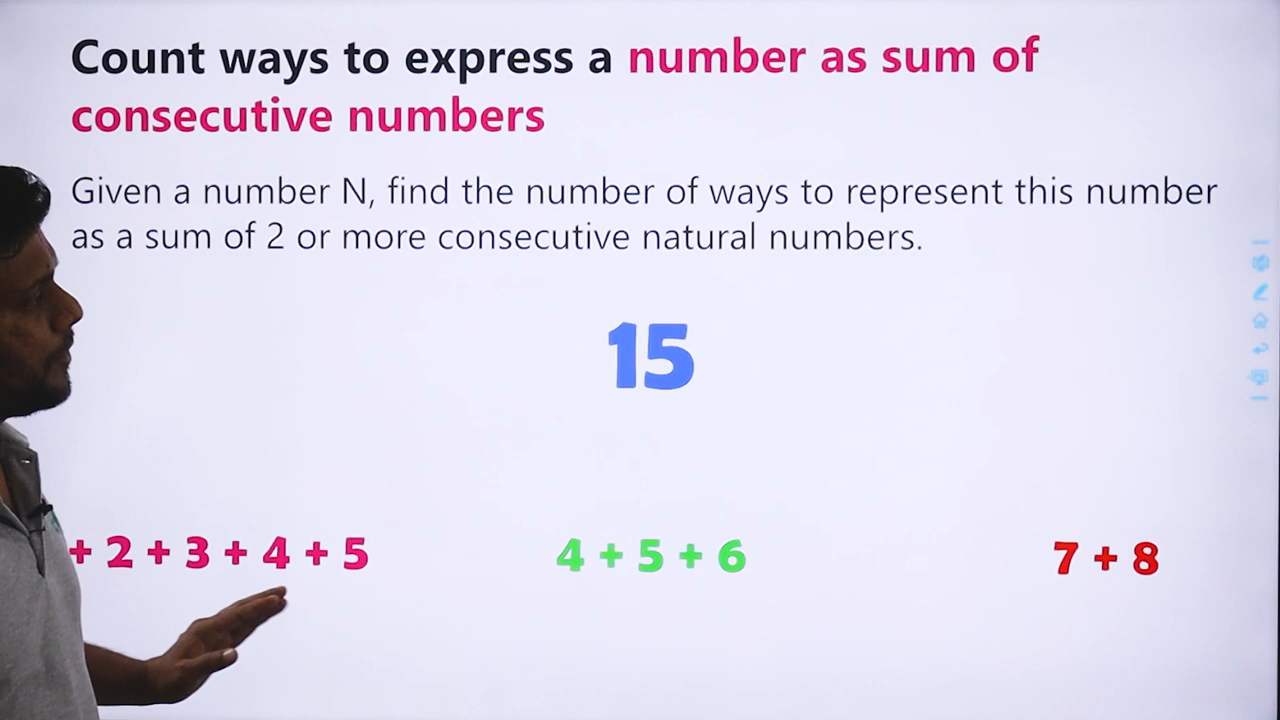 Count ways to express a number as sum of
consecutive numbers
Given a number N, find the number of ways to represent this number
as a sum of 2 or more consecutive natural numbers.
15
+ 2 + 3 + 4 + 5 4 + 5 + 6 7 + 8